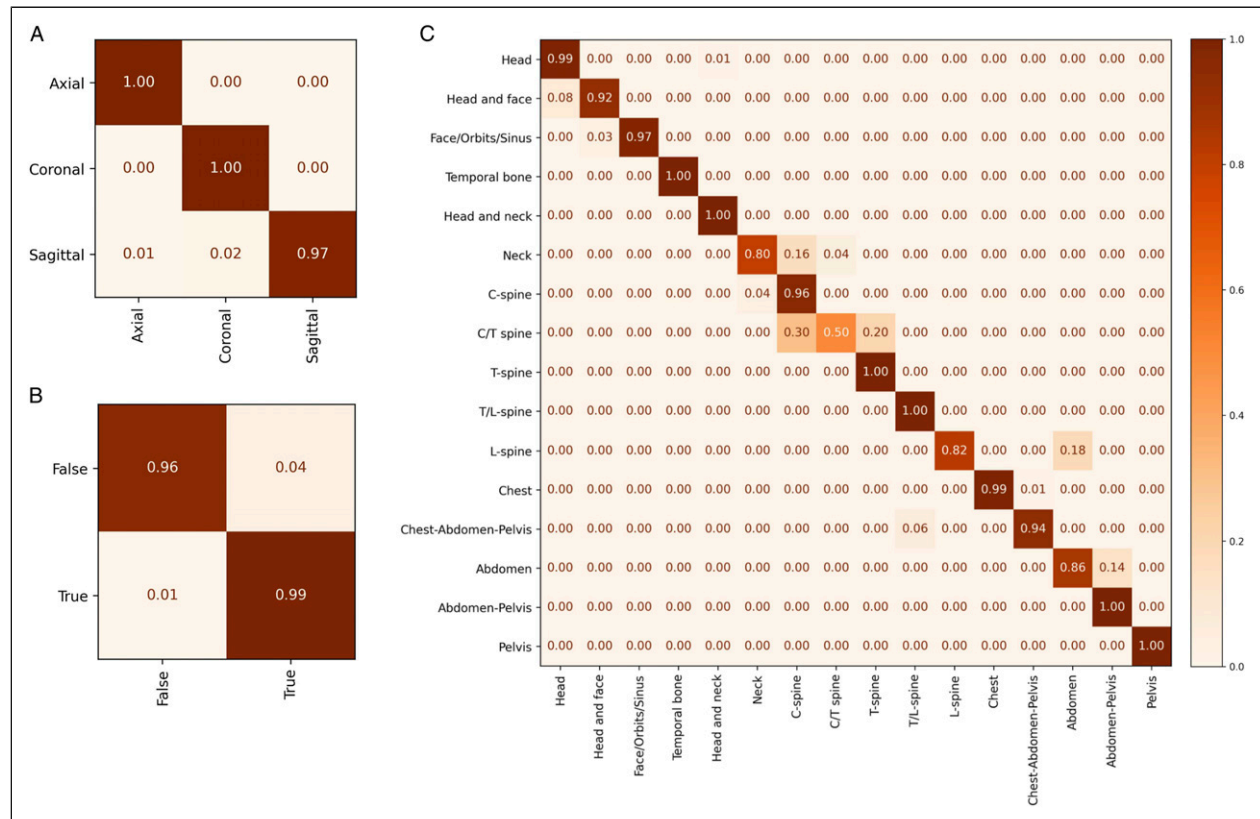 A
Axial 1.00 0.00 0.00
Coronal 0.00 1.00 0.00
Sagittal 0.01 0.02 0.97
Axial Coronal Sagittal
B
False 0.96 0.04
True 0.01 0.99
False True
C
Head 0.99 0.00 0.00 0.00 0.01 0.00 0.00 0.00 0.00 0.00 0.00 0.00 0.00 0.00 0.00 0.00
Head and face 0.08 0.92 0.00 0.00 0.00 0.00 0.00 0.00 0.00 0.00 0.00 0.00 0.00 0.00 0.00 0.00
Face/Orbits/Sinus 0.00 0.03 0.97 0.00 0.00 0.00 0.00 0.00 0.00 0.00 0.00 0.00 0.00 0.00 0.00 0.00
Temporal bone 0.00 0.00 0.00 1.00 0.00 0.00 0.00 0.00 0.00 0.00 0.00 0.00 0.00 0.00 0.00 0.00
Head and neck 0.00 0.00 0.00 0.00 1.00 0.00 0.00 0.00 0.00 0.00 0.00 0.00 0.00 0.00 0.00 0.00
Neck 0.00 0.00 0.00 0.00 0.00 0.80 0.16 0.04 0.00 0.00 0.00 0.00 0.00 0.00 0.00 0.00
C-spine 0.00 0.00 0.00 0.00 0.00 0.04 0.96 0.00 0.00 0.00 0.00 0.00 0.00 0.00 0.00 0.00
C/T spine 0.00 0.00 0.00 0.00 0.00 0.00 0.30 0.50 0.20 0.00 0.00 0.00 0.00 0.00 0.00 0.00
T-spine 0.00 0.00 0.00 0.00 0.00 0.00 0.00 0.00 1.00 0.00 0.00 0.00 0.00 0.00 0.00 0.00
T/L-spine 0.00 0.00 0.00 0.00 0.00 0.00 0.00 0.00 0.00 1.00 0.00 0.00 0.00 0.00 0.00 0.00
L-spine 0.00 0.00 0.00 0.00 0.00 0.00 0.00 0.00 0.00 0.00 0.82 0.00 0.00 0.18 0.00 0.00
Chest 0.00 0.00 0.00 0.00 0.00 0.00 0.00 0.00 0.00 0.00 0.00 0.99 0.01 0.00 0.00 0.00
Chest-Abdomen-Pelvis 0.00 0.00 0.00 0.00 0.00 0.00 0.00 0.00 0.00 0.06 0.00 0.00 0.94 0.00 0.00 0.00
Abdomen 0.00 0.00 0.00 0.00 0.00 0.00 0.00 0.00 0.00 0.00 0.00 0.00 0.00 0.86 0.14 0.00
Abdomen-Pelvis 0.00 0.00 0.00 0.00 0.00 0.00 0.00 0.00 0.00 0.00 0.00 0.00 0.00 0.00 1.00 0.00
Pelvis 0.00 0.00 0.00 0.00 0.00 0.00 0.00 0.00 0.00 0.00 0.00 0.00 0.00 0.00 0.00 1.00
Head Head and face Face/Orbits/Sinus Temporal bone Head and neck Neck C-spine C/T spine T-spine T/L-spine L-spine Chest Chest-Abdomen-Pelvis Abdomen Abdomen-Pelvis Pelvis
1.0
0.8
0.6
0.4
0.2
0.0